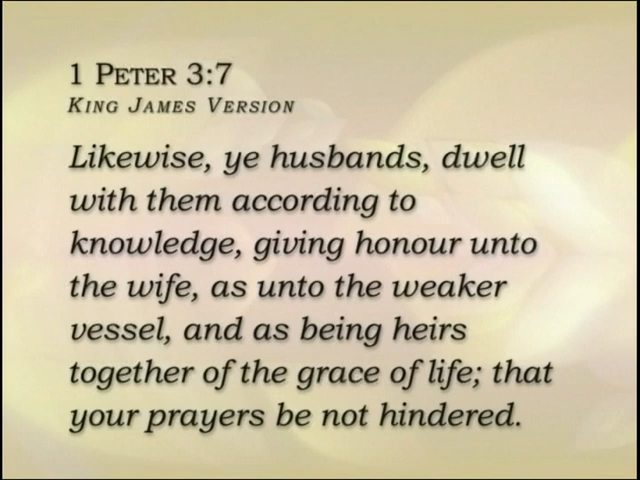 1 Peter 3:7
King James Version
Likewise, ye husbands, dwell
with them according to
knowledge, giving honour unto
the wife, as unto the weaker
vessel, and as being heirs
together of the grace of life; that
your prayers be not hindered.